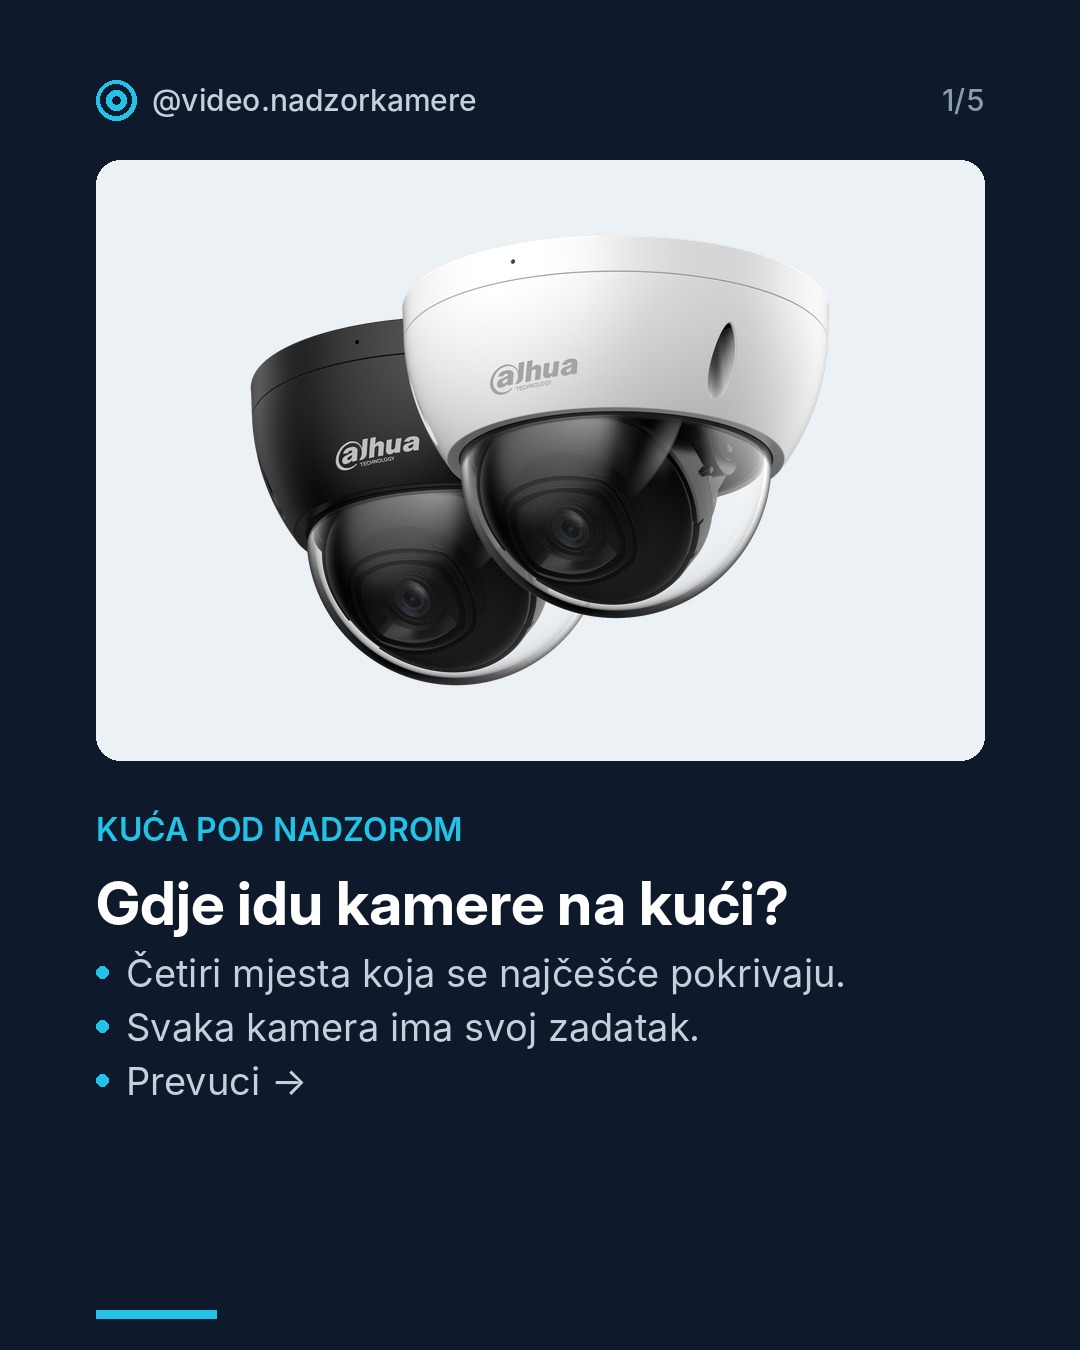 @video.nadzorkamere
1/5
alhua
TECHNOLOGY
alhua
TECHNOLOGY
KUĆA POD NADZOROM
Gdje idu kamere na kući?
Četiri mjesta koja se najčešće pokrivaju.
Svaka kamera ima svoj zadatak.
Prevuci →